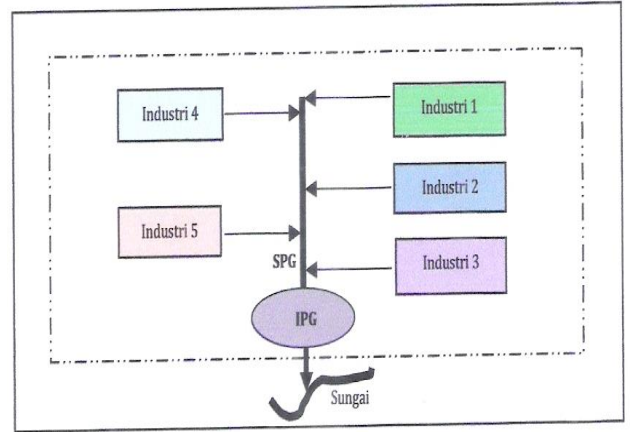 Industri 4
Industri 1
Industri 2
Industri 5
SPG
Industri 3
IPG
Sungai